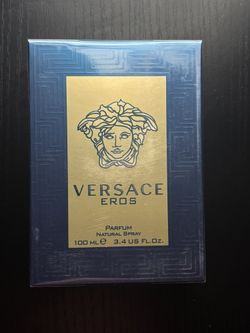 VERSACE
EROS
PARFUM
NATURAL SPRAY
100 ML℮ 3.4 US FL.OZ.